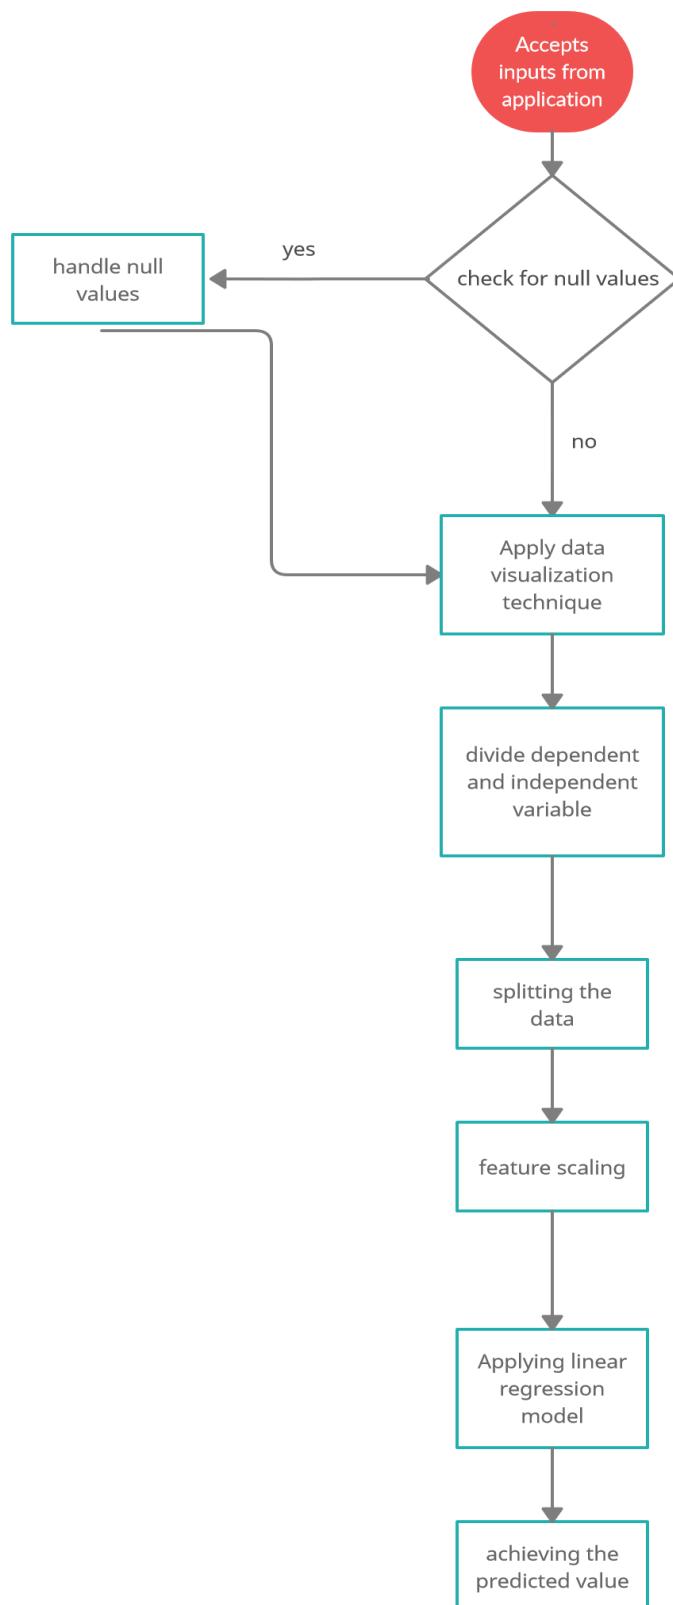 Accepts
inputs from
application
check for null values
yes
handle null
values
no
Apply data
visualization
technique
divide dependent
and independent
variable
splitting the
data
feature scaling
Applying linear
regression
model
achieving the
predicted value